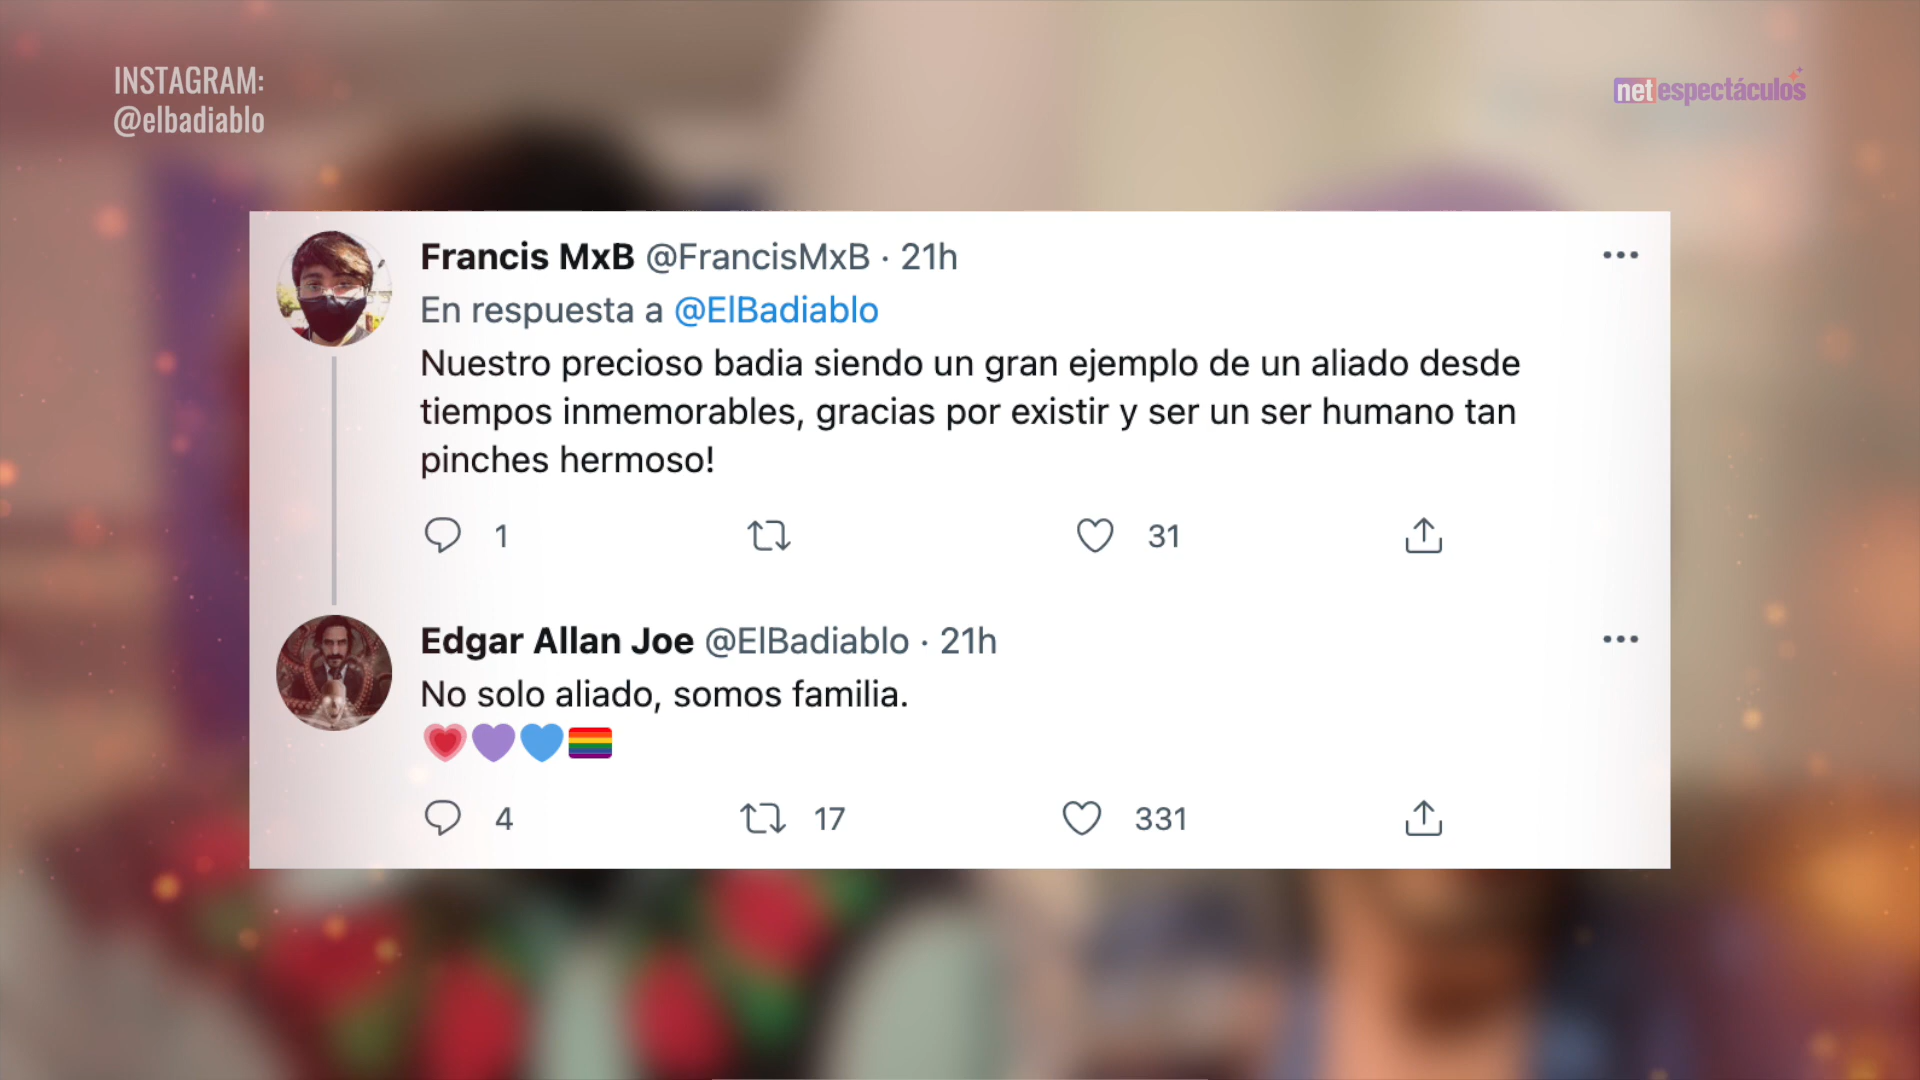 INSTAGRAM:
@elbadiablo
netespectáculos
Francis MxB @FrancisMxB · 21h
En respuesta a @ElBadiablo
Nuestro precioso badia siendo un gran ejemplo de un aliado desde
tiempos inmemorables, gracias por existir y ser un ser humano tan
pinches hermoso!
1
31
Edgar Allan Joe @ElBadiablo · 21h
No solo aliado, somos familia.
💗💜💙🏳️‍🌈
4
17
331